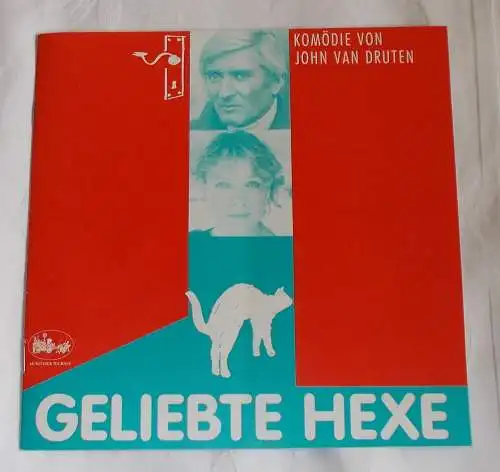 KOMÖDIE VON
JOHN VAN DRUTEN
GELIEBTE HEXE